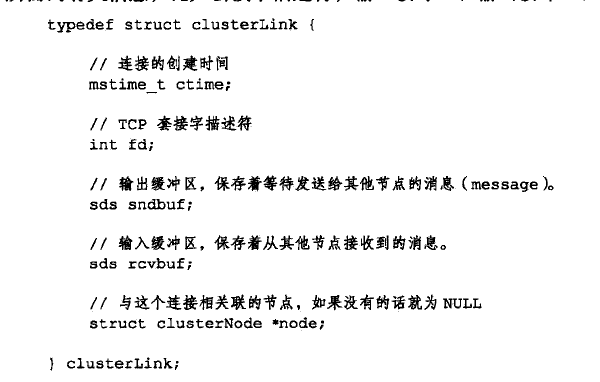 typedef struct clusterLink {
// 连接的创建时间
mstime_t ctime;
// TCP 套接字描述符
int fd;
// 输出缓冲区，保存着等待发送给其他节点的消息（message）。
sds sndbuf;
// 输入缓冲区，保存着从其他节点接收到的消息。
sds rcvbuf;
// 与这个连接相关联的节点，如果没有的话就为 NULL
struct clusterNode *node;
} clusterLink;